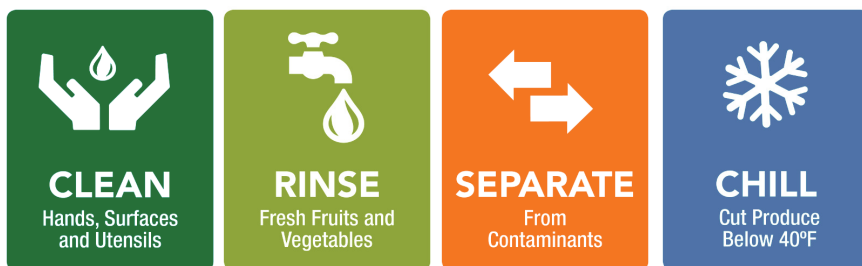 CLEAN
Hands, Surfaces
and Utensils
RINSE
Fresh Fruits and
Vegetables
SEPARATE
From
Contaminants
CHILL
Cut Produce
Below 40ºF